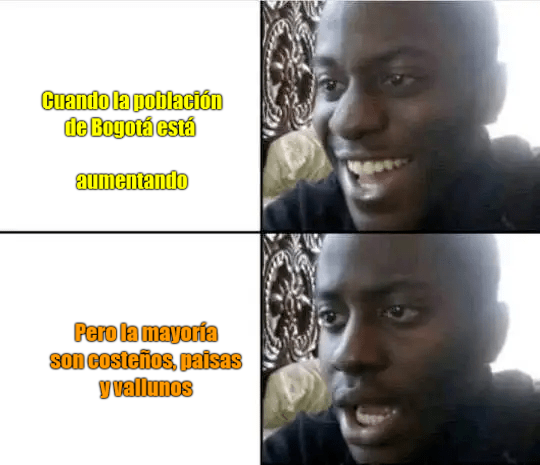 Cuando la población
de Bogotá está
aumentando
Pero la mayoría
son costeños, paisas
y vallunos